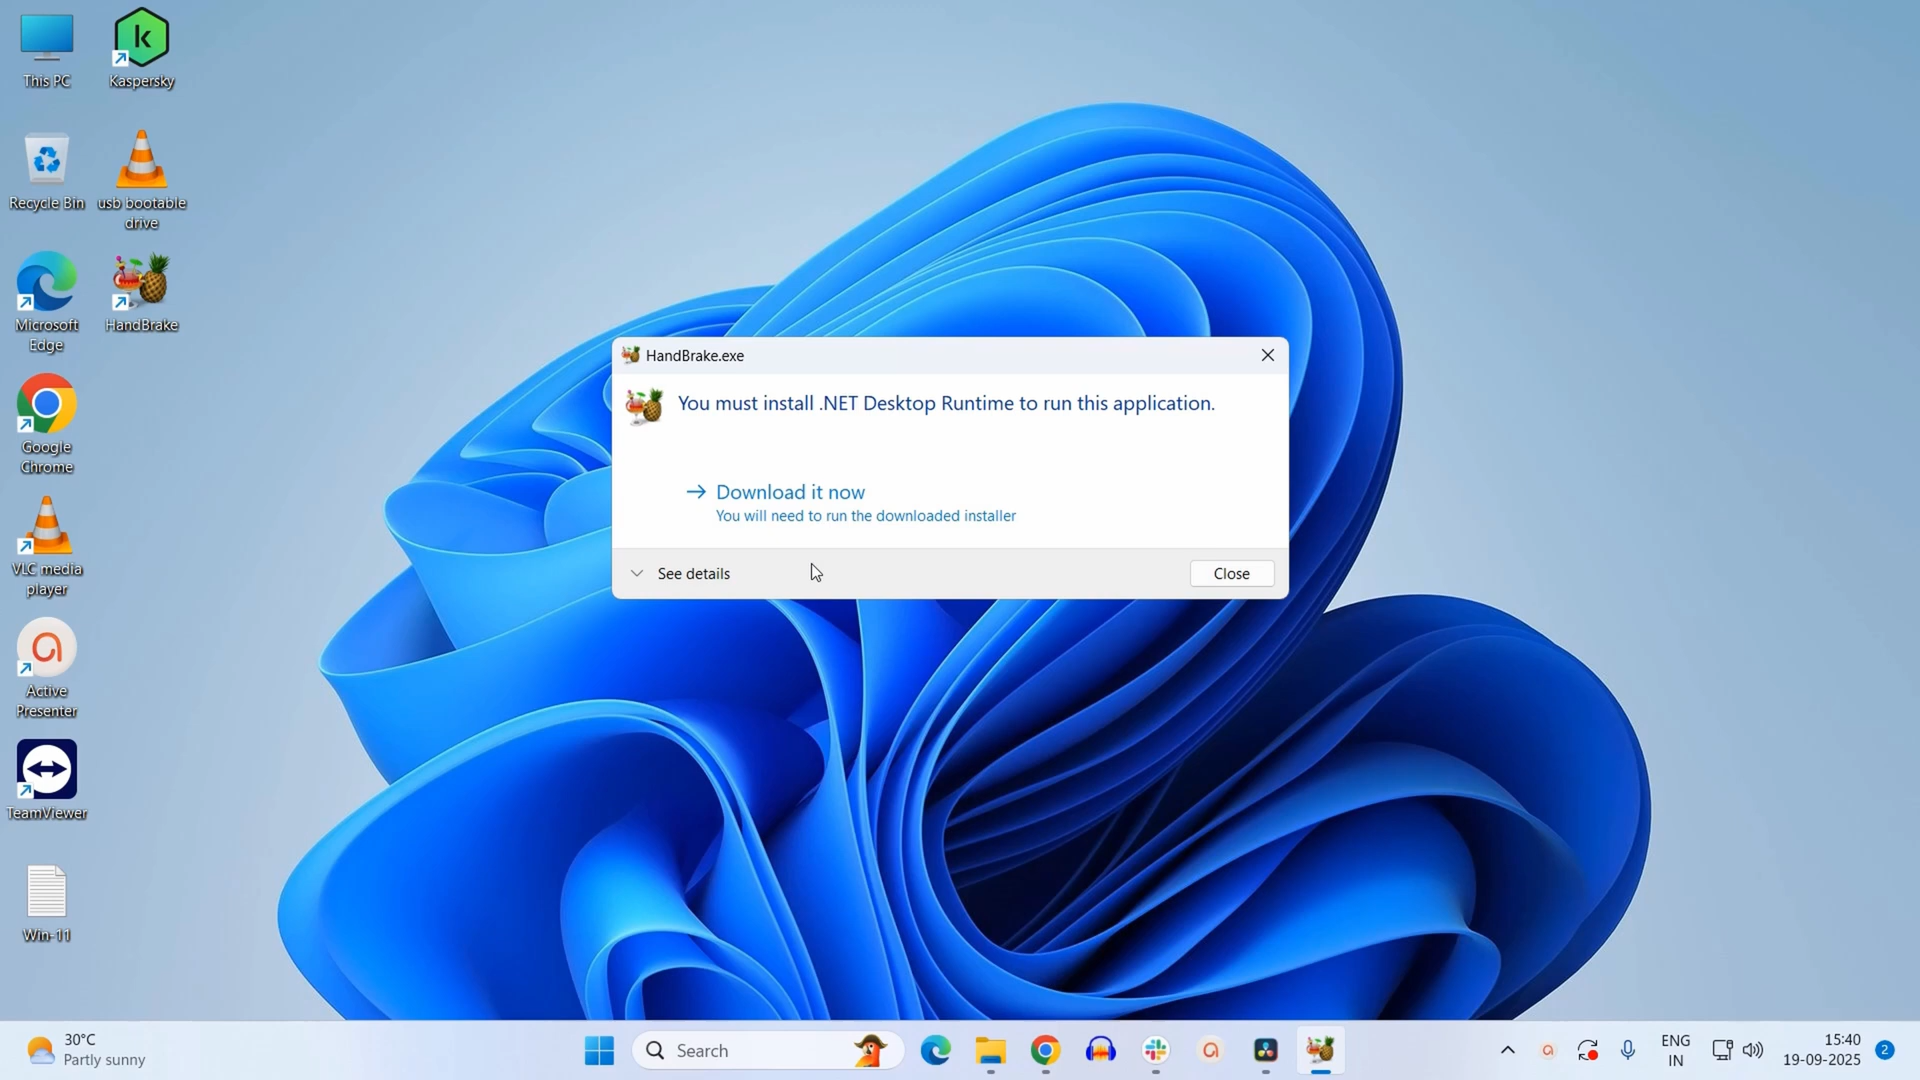 This PC
Kaspersky
Recycle Bin
usb bootable
drive
Microsoft
Edge
HandBrake
Google
Chrome
VLC media
player
Active
Presenter
TeamViewer
Win-11
HandBrake.exe
You must install .NET Desktop Runtime to run this application.
Download it now
You will need to run the downloaded installer
See details
Close
30°C
Partly sunny
Search
ENG
IN
15:40
19-09-2025
2